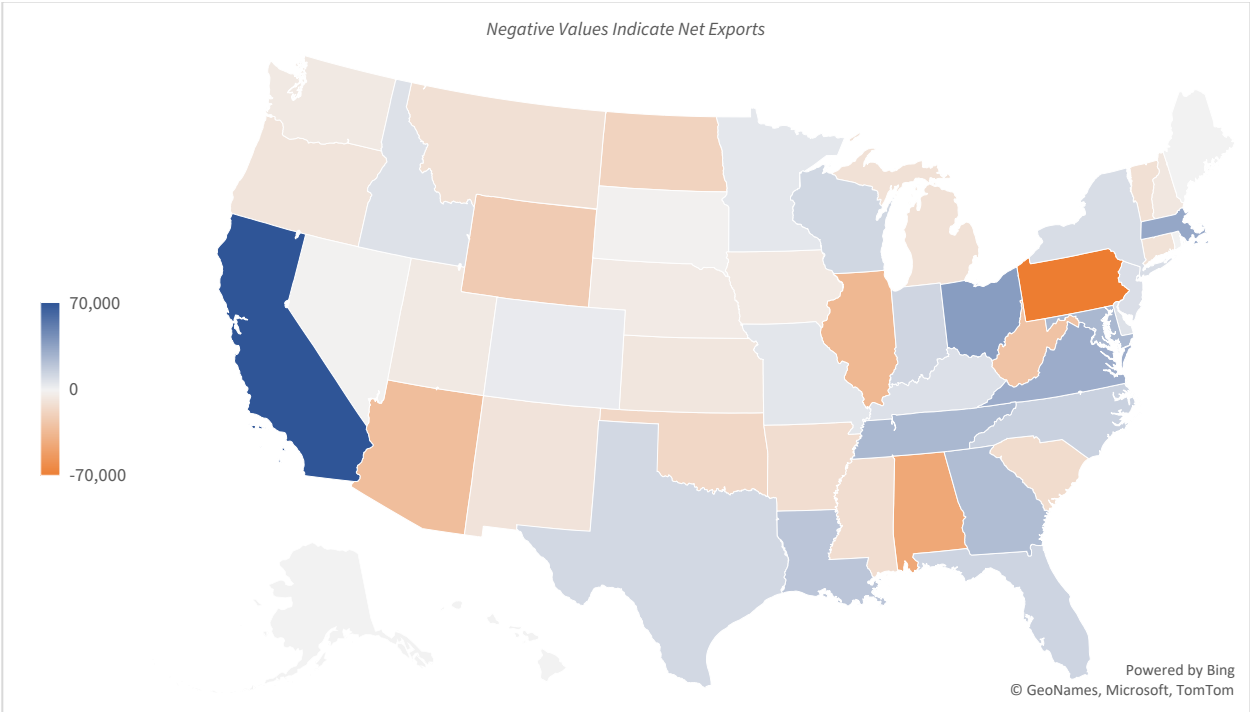 Negative Values Indicate Net Exports
70,000
0
-70,000
Powered by Bing
© GeoNames, Microsoft, TomTom